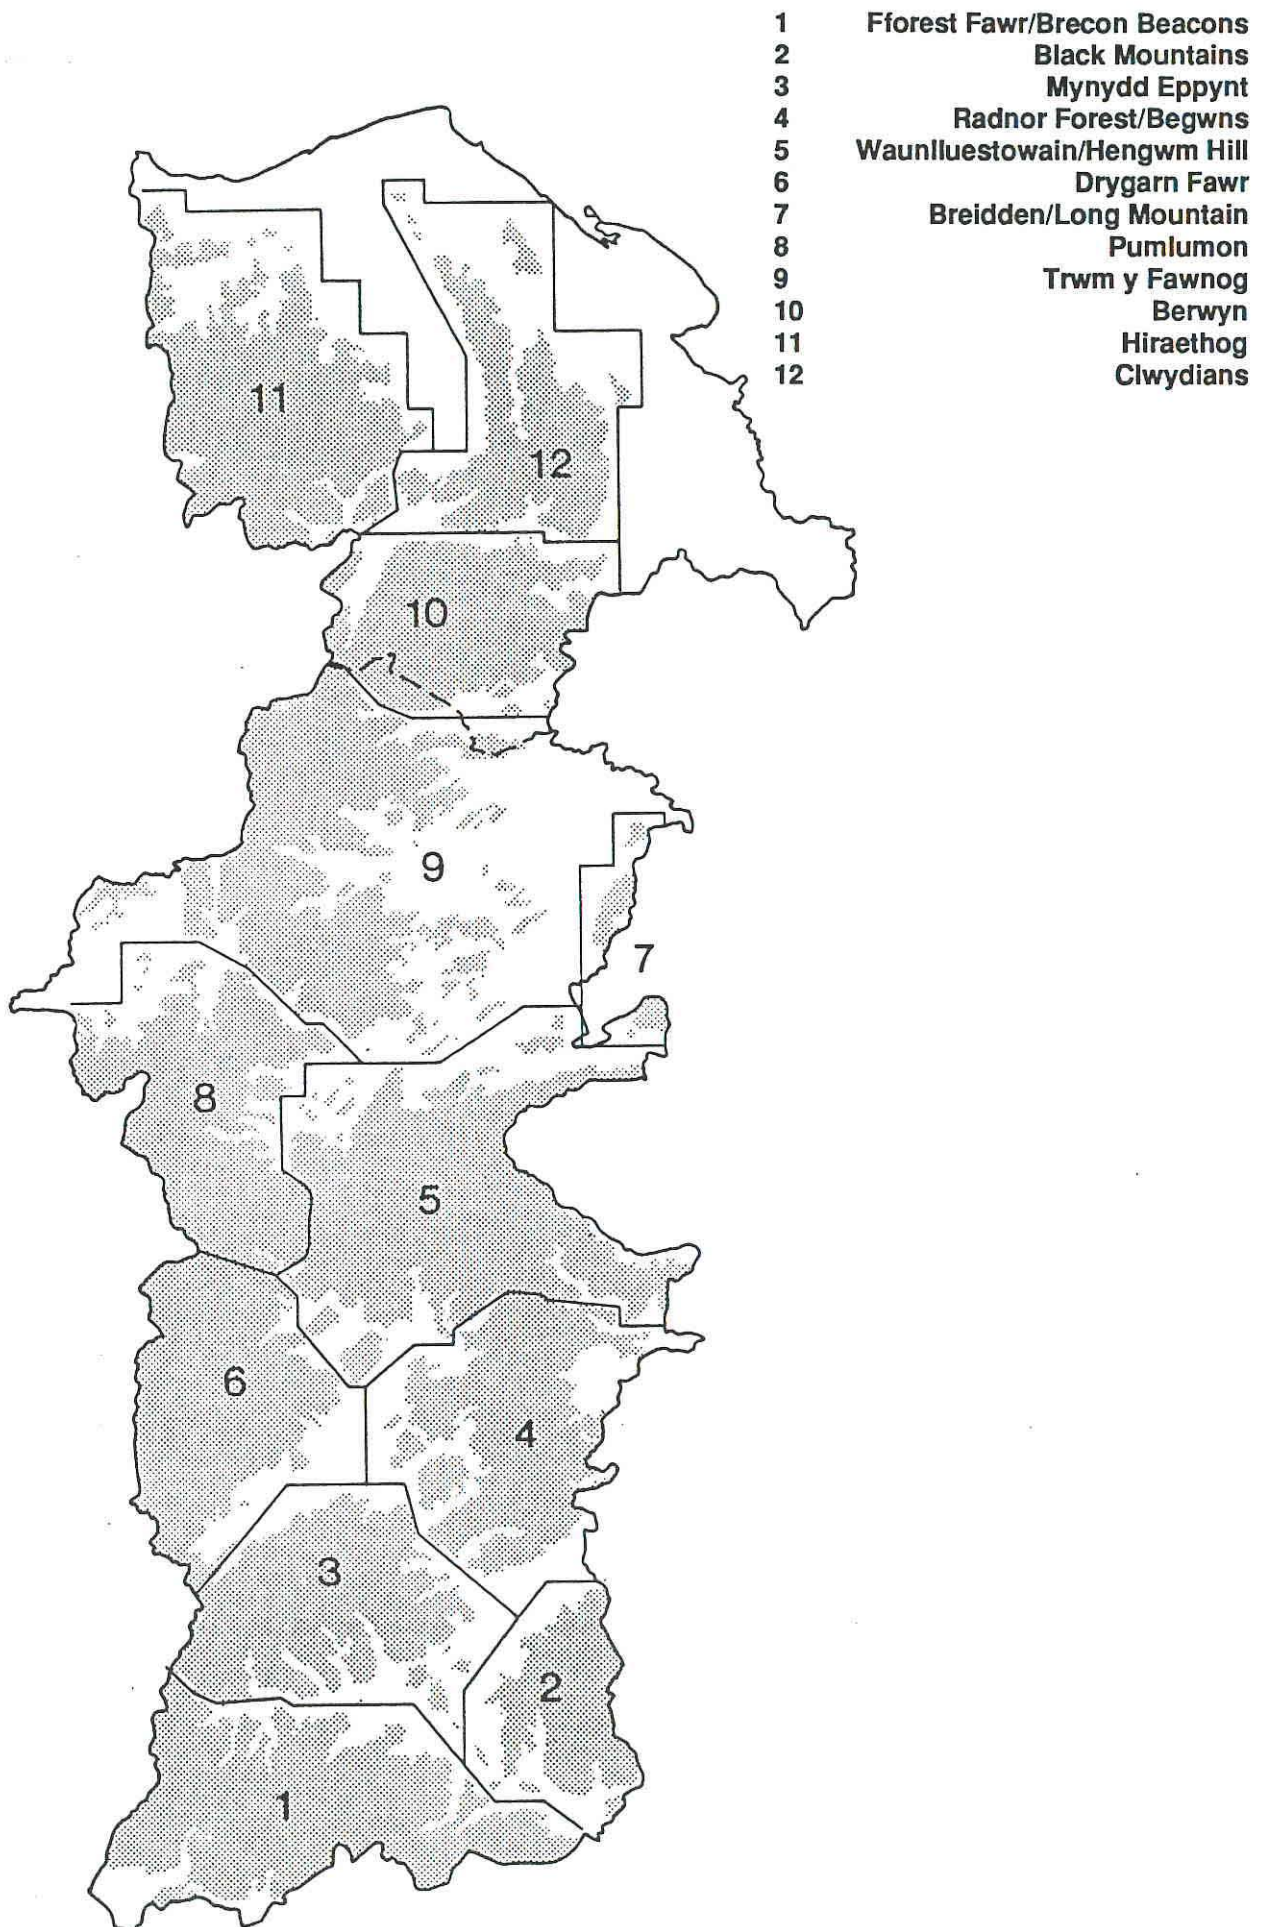 1 Fforest Fawr/Brecon Beacons
2 Black Mountains
3 Mynydd Eppynt
4 Radnor Forest/Begwns
5 Waunlluestowain/Hengwm Hill
6 Drygarn Fawr
7 Breidden/Long Mountain
8 Pumlumon
9 Trwm y Fawnog
10 Berwyn
11 Hiraethog
12 Clwydians
11
12
10
9
7
8
5
6
4
3
2
1